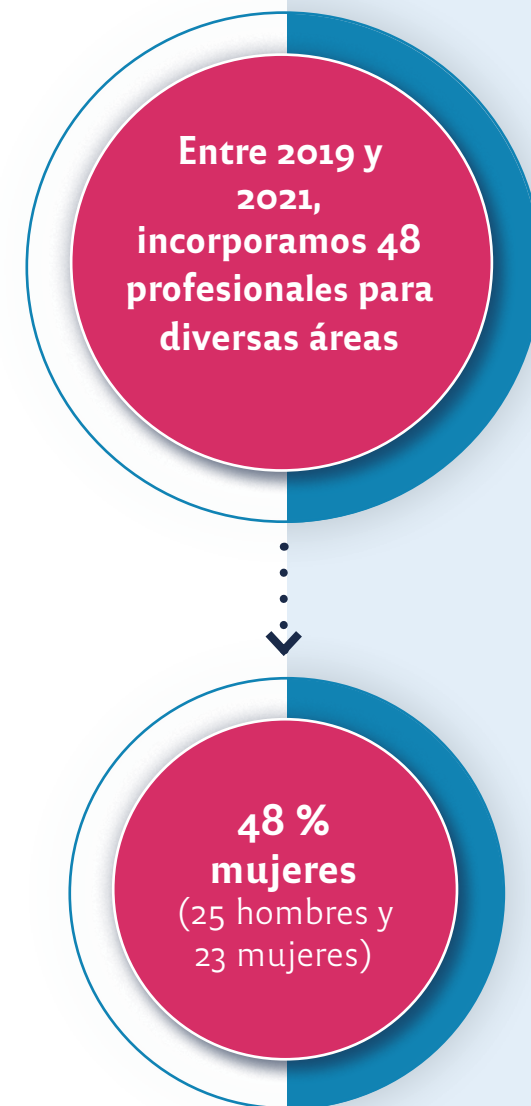 Entre 2019 y
2021,
incorporamos 48
profesionales para
diversas áreas
48 %
mujeres
(25 hombres y
23 mujeres)